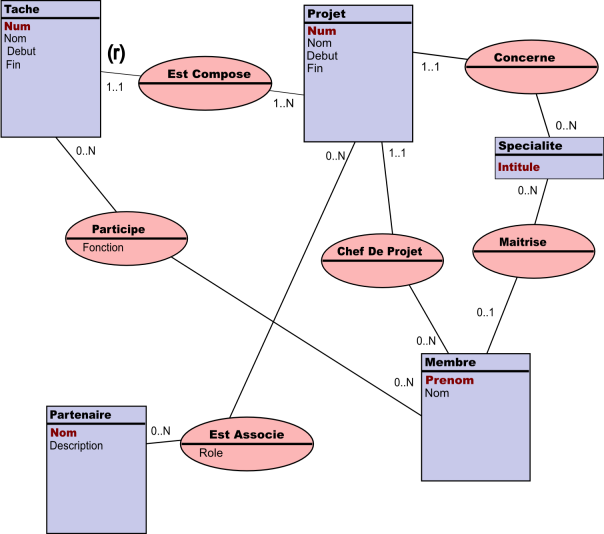 Tache
Num
Nom
Debut
Fin
(r)
1..1
Est Compose
1..N
Projet
Num
Nom
Debut
Fin
1..1
Concerne
0..N
Specialite
Intitule
0..N
0..N
0..N
1..1
Participe
Fonction
Chef De Projet
Maitrise
0..1
0..N
Membre
Prenom
Nom
0..N
Partenaire
Nom
Description
0..N
Est Associe
Role